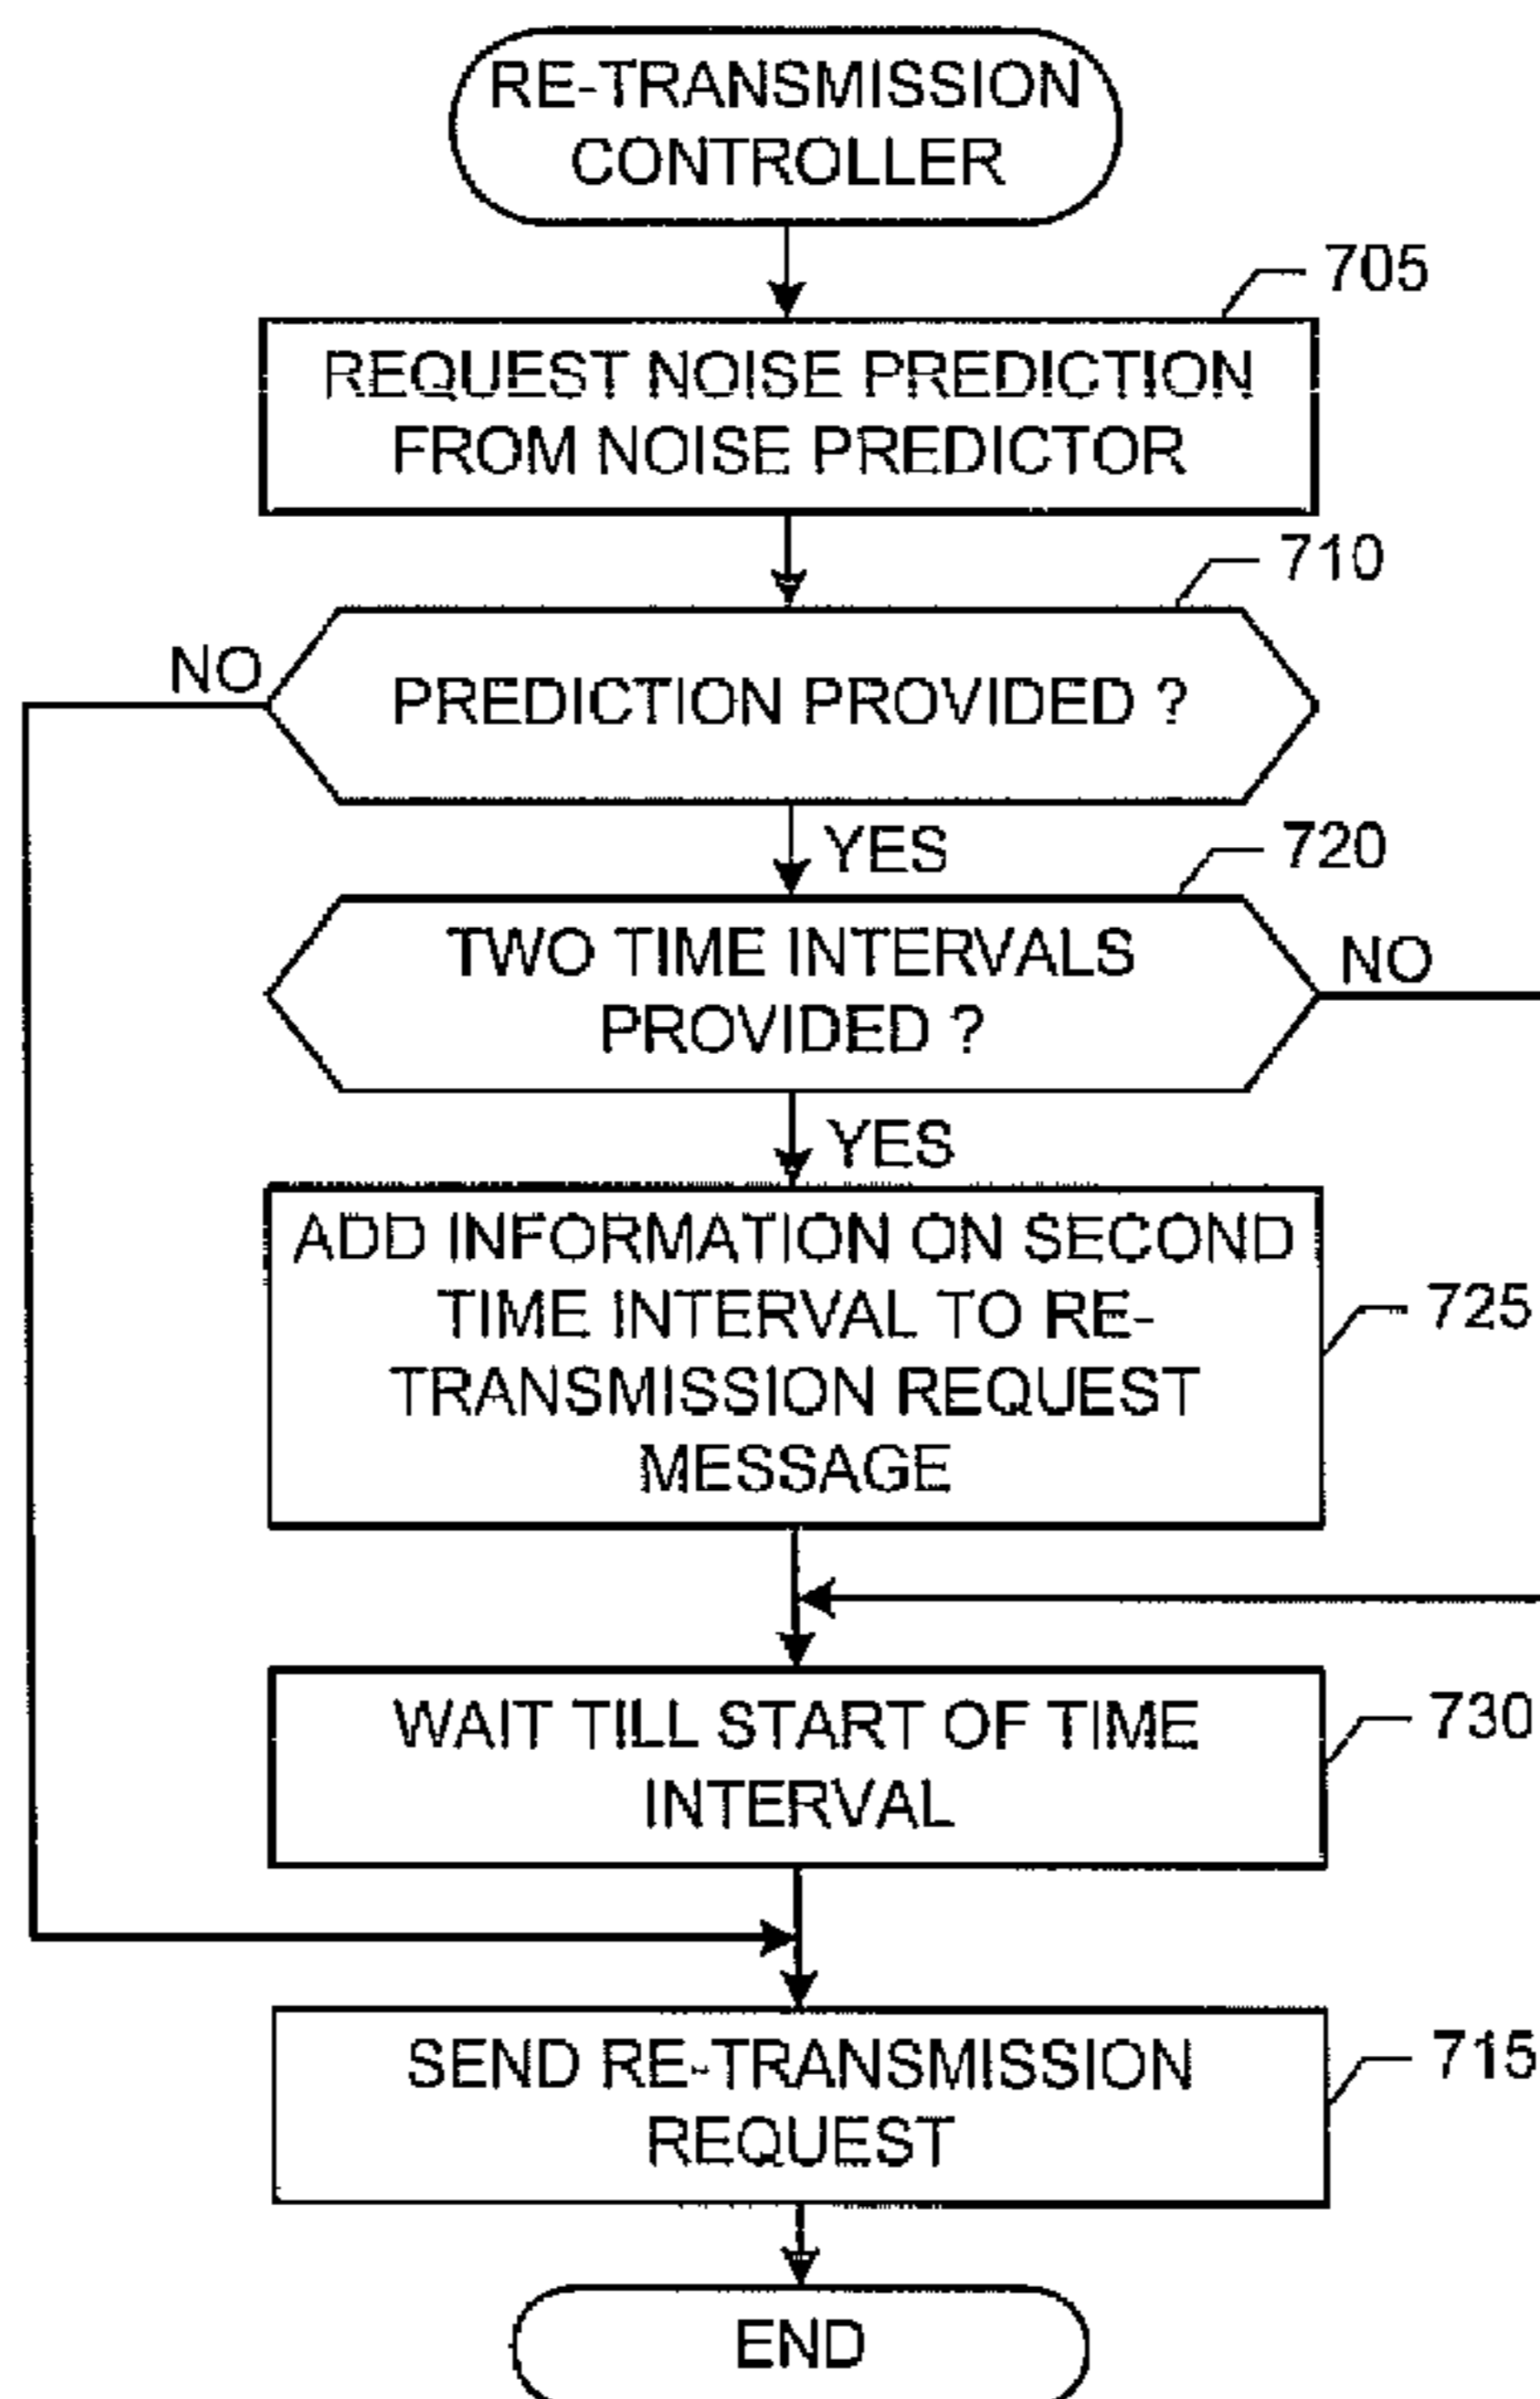 RE-TRANSMISSION
CONTROLLER
705
REQUEST NOISE PREDICTION
FROM NOISE PREDICTOR
710
NO
PREDICTION PROVIDED ?
YES
720
TWO TIME INTERVALS
PROVIDED ?
NO
YES
ADD INFORMATION ON SECOND
TIME INTERVAL TO RE-
TRANSMISSION REQUEST
MESSAGE
725
WAIT TILL START OF TIME
INTERVAL
730
SEND RE-TRANSMISSION
REQUEST
715
END